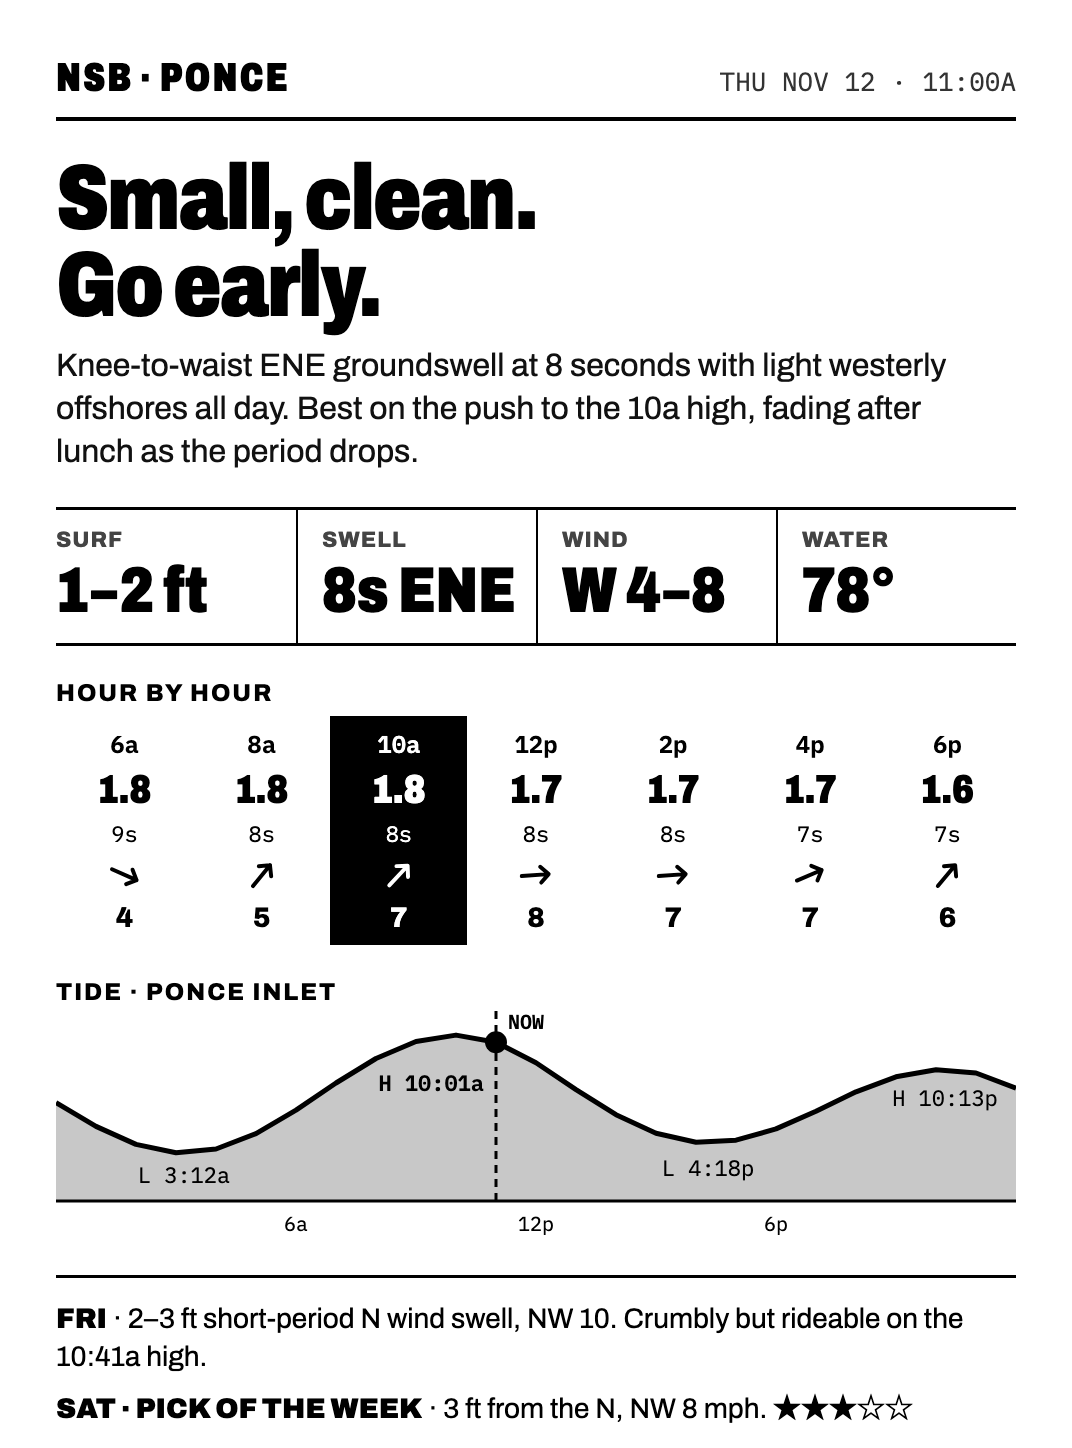 NSB · PONCE
THU NOV 12 · 11:00A
Small, clean.
Go early.
Knee-to-waist ENE groundswell at 8 seconds with light westerly
offshores all day. Best on the push to the 10a high, fading after
lunch as the period drops.
SURF SWELL WIND WATER
1–2 ft 8s ENE W 4–8 78°
HOUR BY HOUR
6a 8a 10a 12p 2p 4p 6p
1.8 1.8 1.8 1.7 1.7 1.7 1.6
9s 8s 8s 8s 8s 7s 7s
↘ ↗ ↗ → → ↗ ↗
4 5 7 8 7 7 6
TIDE · PONCE INLET
NOW
H 10:01a
H 10:13p
L 3:12a
L 4:18p
6a 12p 6p
FRI · 2–3 ft short-period N wind swell, NW 10. Crumbly but rideable on the
10:41a high.
SAT · PICK OF THE WEEK · 3 ft from the N, NW 8 mph. ★★★☆☆